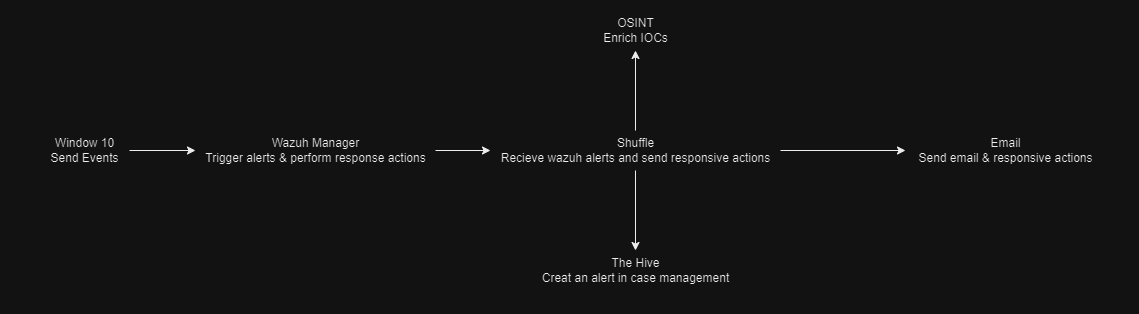 OSINT
Enrich IOCs
Window 10
Send Events
Wazuh Manager
Trigger alerts & perform response actions
Shuffle
Recieve wazuh alerts and send responsive actions
Email
Send email & responsive actions
The Hive
Creat an alert in case management